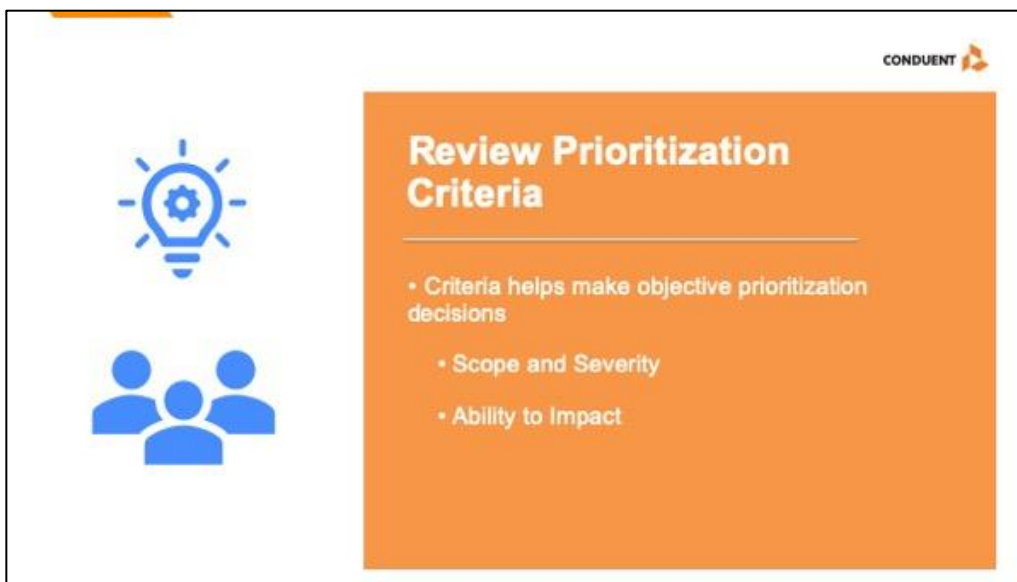 CONDUENT
Review Prioritization
Criteria
• Criteria helps make objective prioritization
decisions
• Scope and Severity
• Ability to Impact